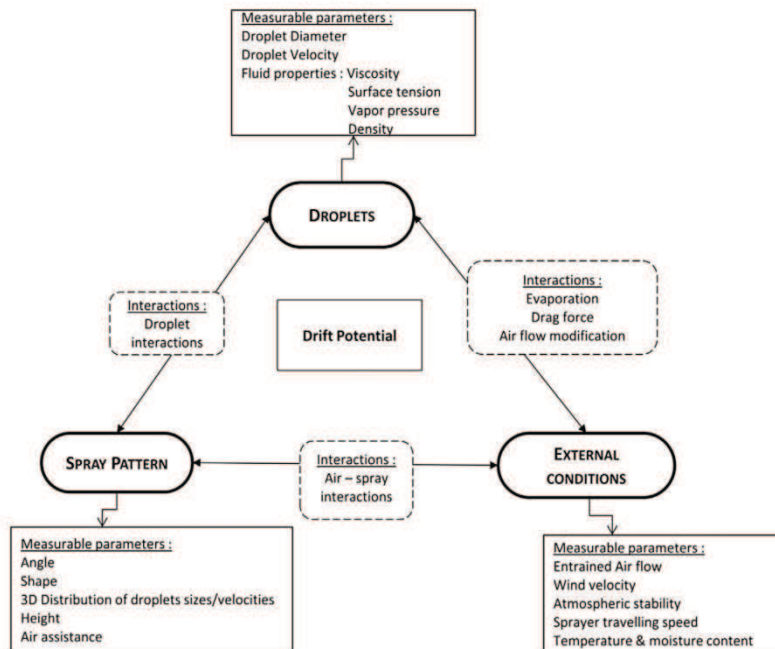 Measurable parameters :
Droplet Diameter
Droplet Velocity
Fluid properties : Viscosity
Surface tension
Vapor pressure
Density
DROPLETS
Interactions :
Droplet
interactions
Drift Potential
Interactions :
Evaporation
Drag force
Air flow modification
SPRAY PATTERN
Interactions :
Air – spray
interactions
EXTERNAL
CONDITIONS
Measurable parameters :
Angle
Shape
3D Distribution of droplets sizes/velocities
Height
Air assistance
Measurable parameters :
Entrained Air flow
Wind velocity
Atmospheric stability
Sprayer travelling speed
Temperature & moisture content